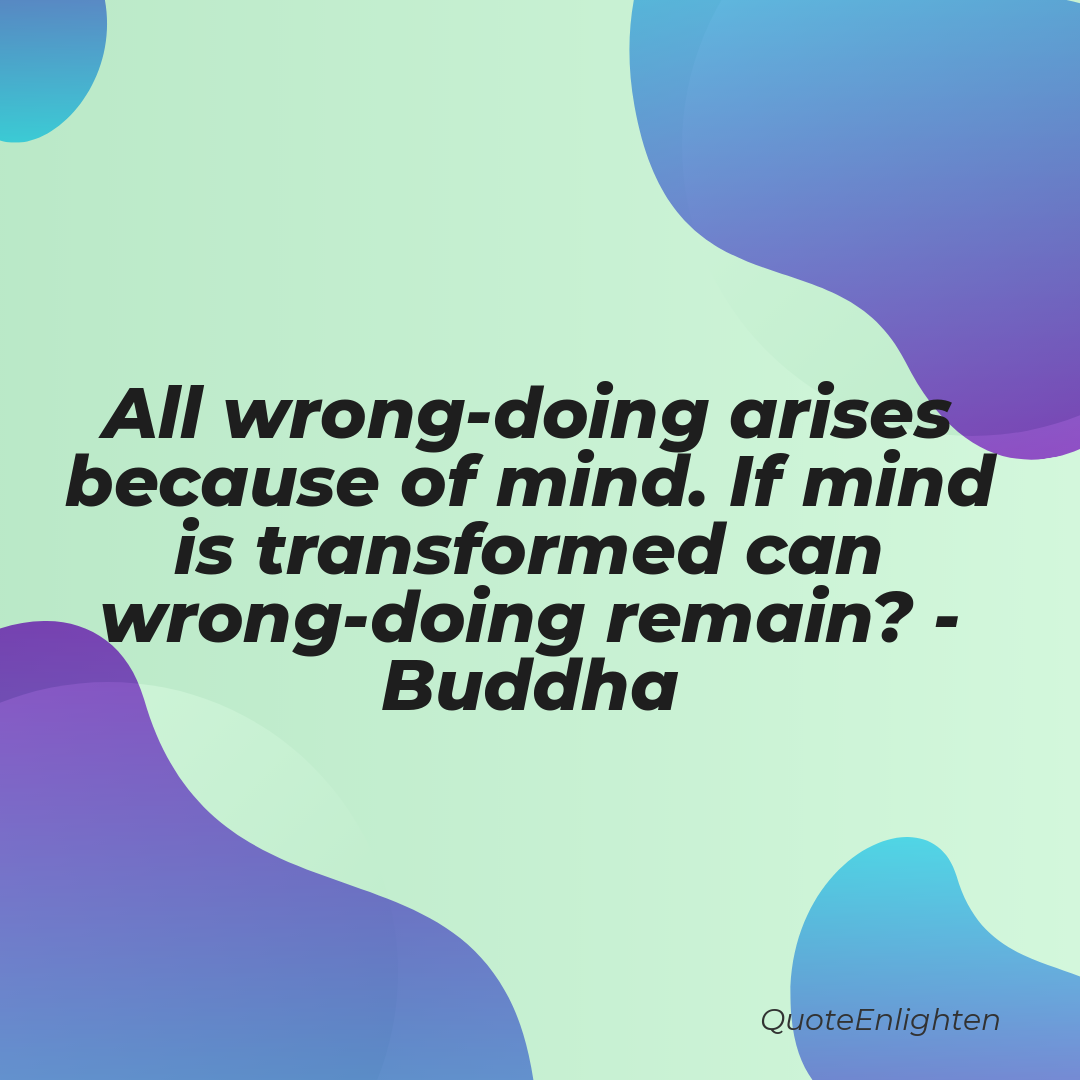 All wrong-doing arises
because of mind. If mind
is transformed can
wrong-doing remain? -
Buddha
QuoteEnlighten